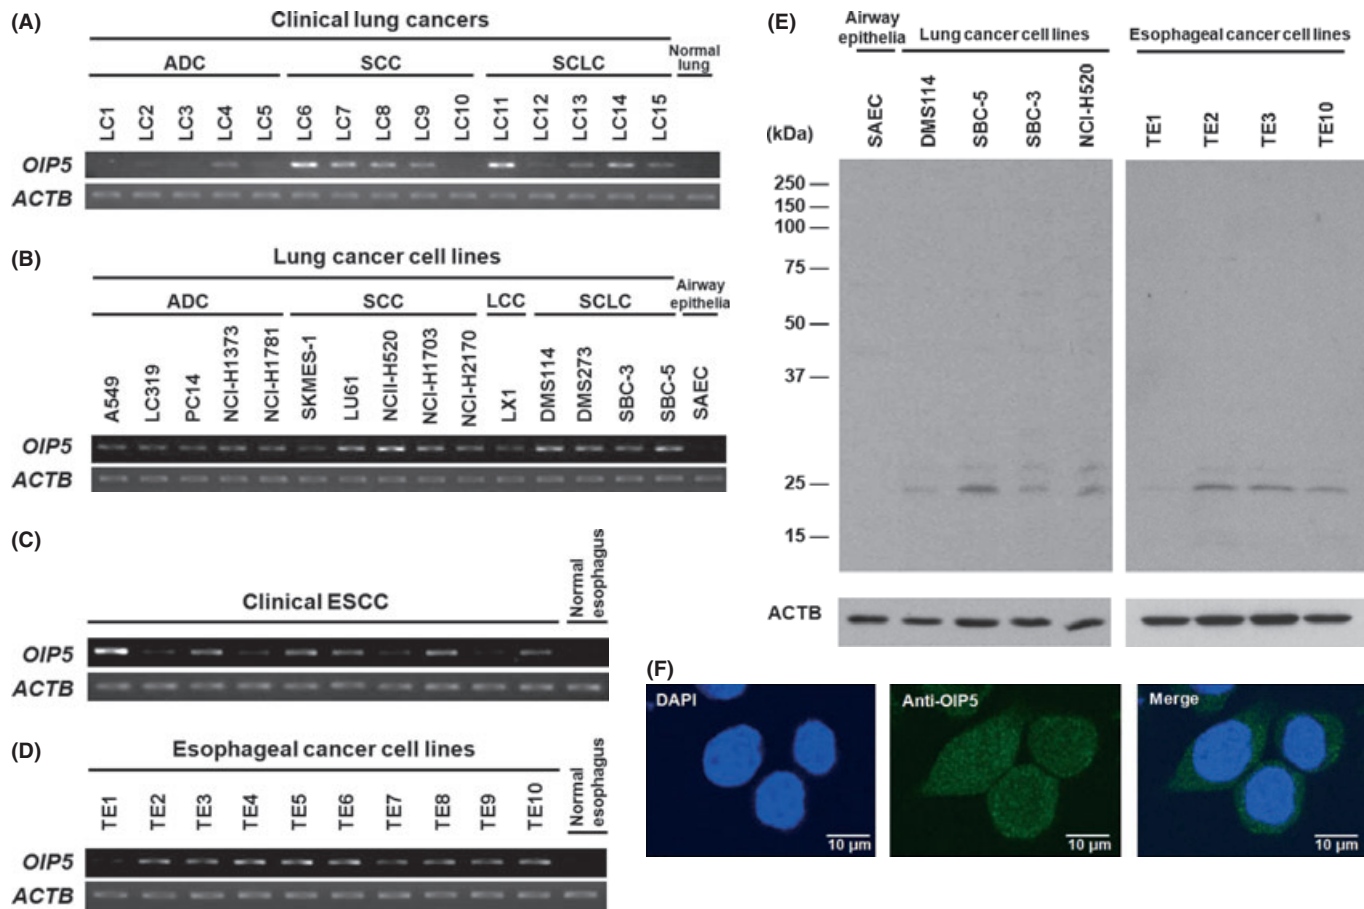 (A)
Clinical lung cancers
ADC SCC SCLC Normal lung
LC1 LC2 LC3 LC4 LC5 LC6 LC7 LC8 LC9 LC10 LC11 LC12 LC13 LC14 LC15
OIP5
ACTB
(B)
Lung cancer cell lines
ADC SCC LCC SCLC Airway epithelia
A549 LC319 PC14 NCI-H1373 NCI-H1781 SKMES-1 LU61 NCII-H520 NCI-H1703 NCI-H2170 LX1 DMS114 DMS273 SBC-3 SBC-5 SAEC
OIP5
ACTB
(C)
Clinical ESCC
Normal esophagus
OIP5
ACTB
(D)
Esophageal cancer cell lines
TE1 TE2 TE3 TE4 TE5 TE6 TE7 TE8 TE9 TE10 Normal esophagus
OIP5
ACTB
(E)
Airway epithelia Lung cancer cell lines Esophageal cancer cell lines
(kDa) SAEC DMS114 SBC-5 SBC-3 NCI-H520 TE1 TE2 TE3 TE10
250
150
100
75
50
37
25
15
ACTB
(F)
DAPI Anti-OIP5 Merge
10 µm 10 µm 10 µm